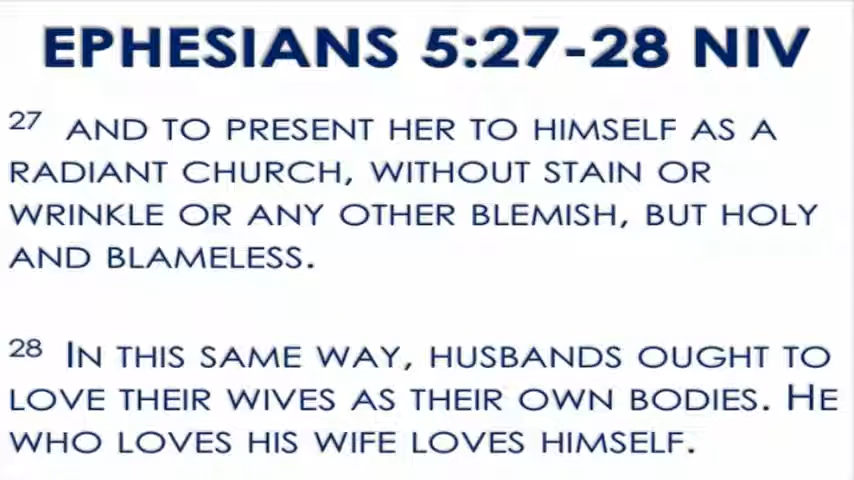 EPHESIANS 5:27-28 NIV
27 AND TO PRESENT HER TO HIMSELF AS A
RADIANT CHURCH, WITHOUT STAIN OR
WRINKLE OR ANY OTHER BLEMISH, BUT HOLY
AND BLAMELESS.
28 IN THIS SAME WAY, HUSBANDS OUGHT TO
LOVE THEIR WIVES AS THEIR OWN BODIES. HE
WHO LOVES HIS WIFE LOVES HIMSELF.